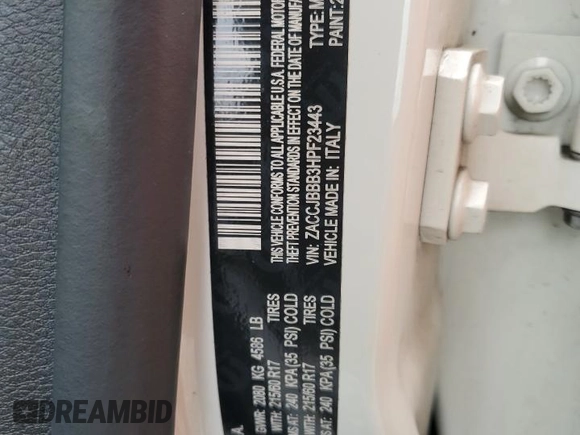 THIS VEHICLE CONFORMS TO ALL APPLICABLE U.S.A. FEDERAL MOTOR
THEFT PREVENTION STANDARDS IN EFFECT ON THE DATE OF MANUFA
VIN: ZACCJBBB3HPF23443 TYPE: M
VEHICLE MADE IN: ITALY PAINT: 2
2080 KG 4586 LB
WITH: 215/60 R17 TIRES
AT: 240 KPA(35 PSI) COLD
WITH: 215/60 R17 TIRES
AT: 240 KPA(35 PSI) COLD
DREAMBID